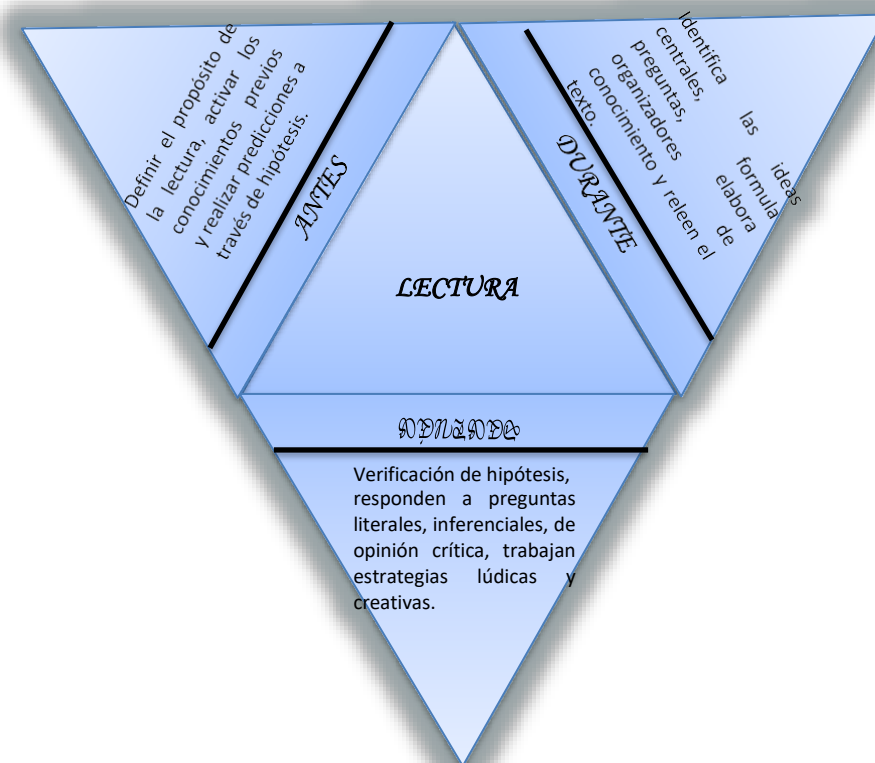 Definir el propósito de
la lectura, activar los
conocimientos previos
y realizar predicciones a
través de hipótesis.
ANTES
Identifica las ideas
centrales, formula
preguntas, elabora
organizadores de
conocimiento y releen el
texto.
DURANTE
LECTURA
Verificación de hipótesis,
responden a preguntas
literales, inferenciales, de
opinión crítica, trabajan
estrategias lúdicas y
creativas.